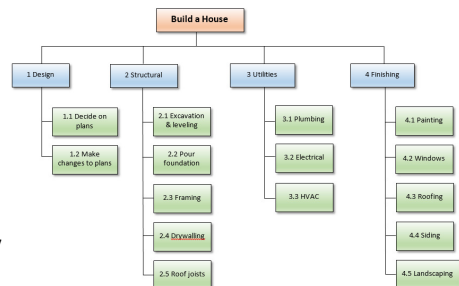 Build a House
1 Design
2 Structural
3 Utilities
4 Finishing
1.1 Decide on
plans
1.2 Make
changes to plans
2.1 Excavation
& leveling
2.2 Pour
foundation
2.3 Framing
2.4 Drywalling
2.5 Roof joists
3.1 Plumbing
3.2 Electrical
3.3 HVAC
4.1 Painting
4.2 Windows
4.3 Roofing
4.4 Siding
4.5 Landscaping